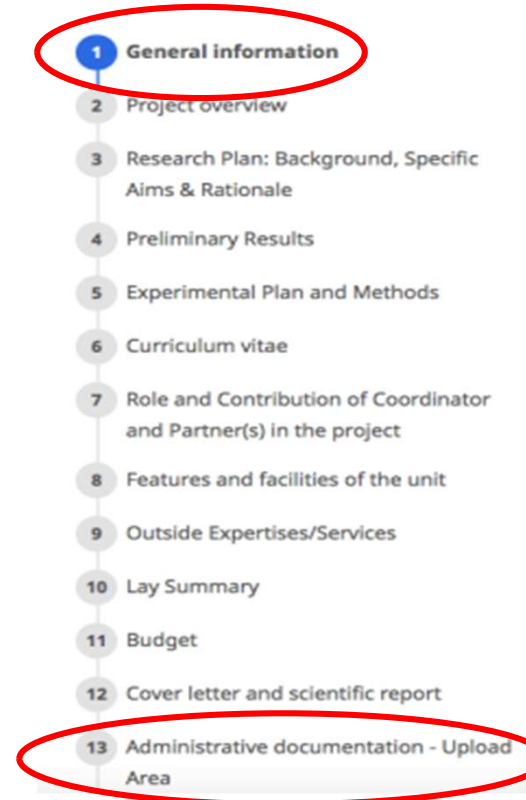 1 General information
2 Project overview
3 Research Plan: Background, Specific
Aims & Rationale
4 Preliminary Results
5 Experimental Plan and Methods
6 Curriculum vitae
7 Role and Contribution of Coordinator
and Partner(s) in the project
8 Features and facilities of the unit
9 Outside Expertises/Services
10 Lay Summary
11 Budget
12 Cover letter and scientific report
13 Administrative documentation - Upload
Area